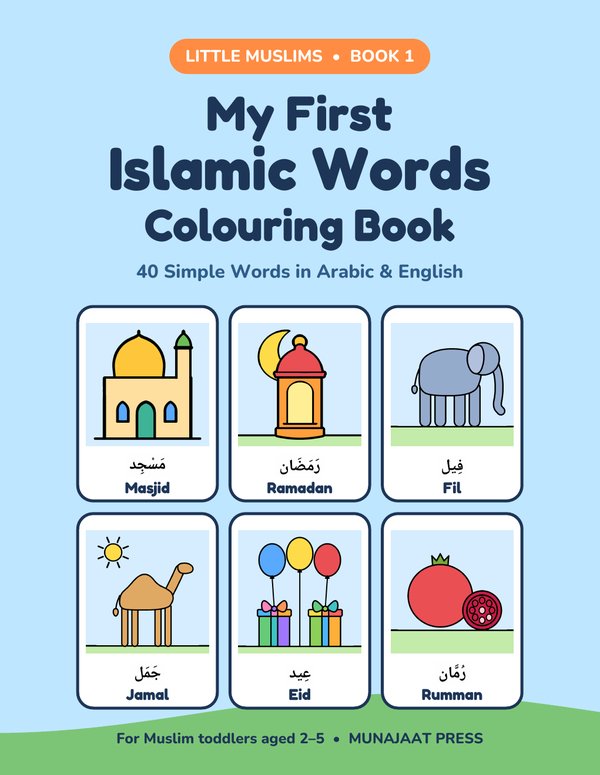 LITTLE MUSLIMS • BOOK 1
My First
Islamic Words
Colouring Book
40 Simple Words in Arabic & English
مَسْجِد
Masjid
رَمَضَان
Ramadan
فِيل
Fil
جَمَل
Jamal
عِيد
Eid
رُمَّان
Rumman
For Muslim toddlers aged 2–5 • MUNAJAAT PRESS